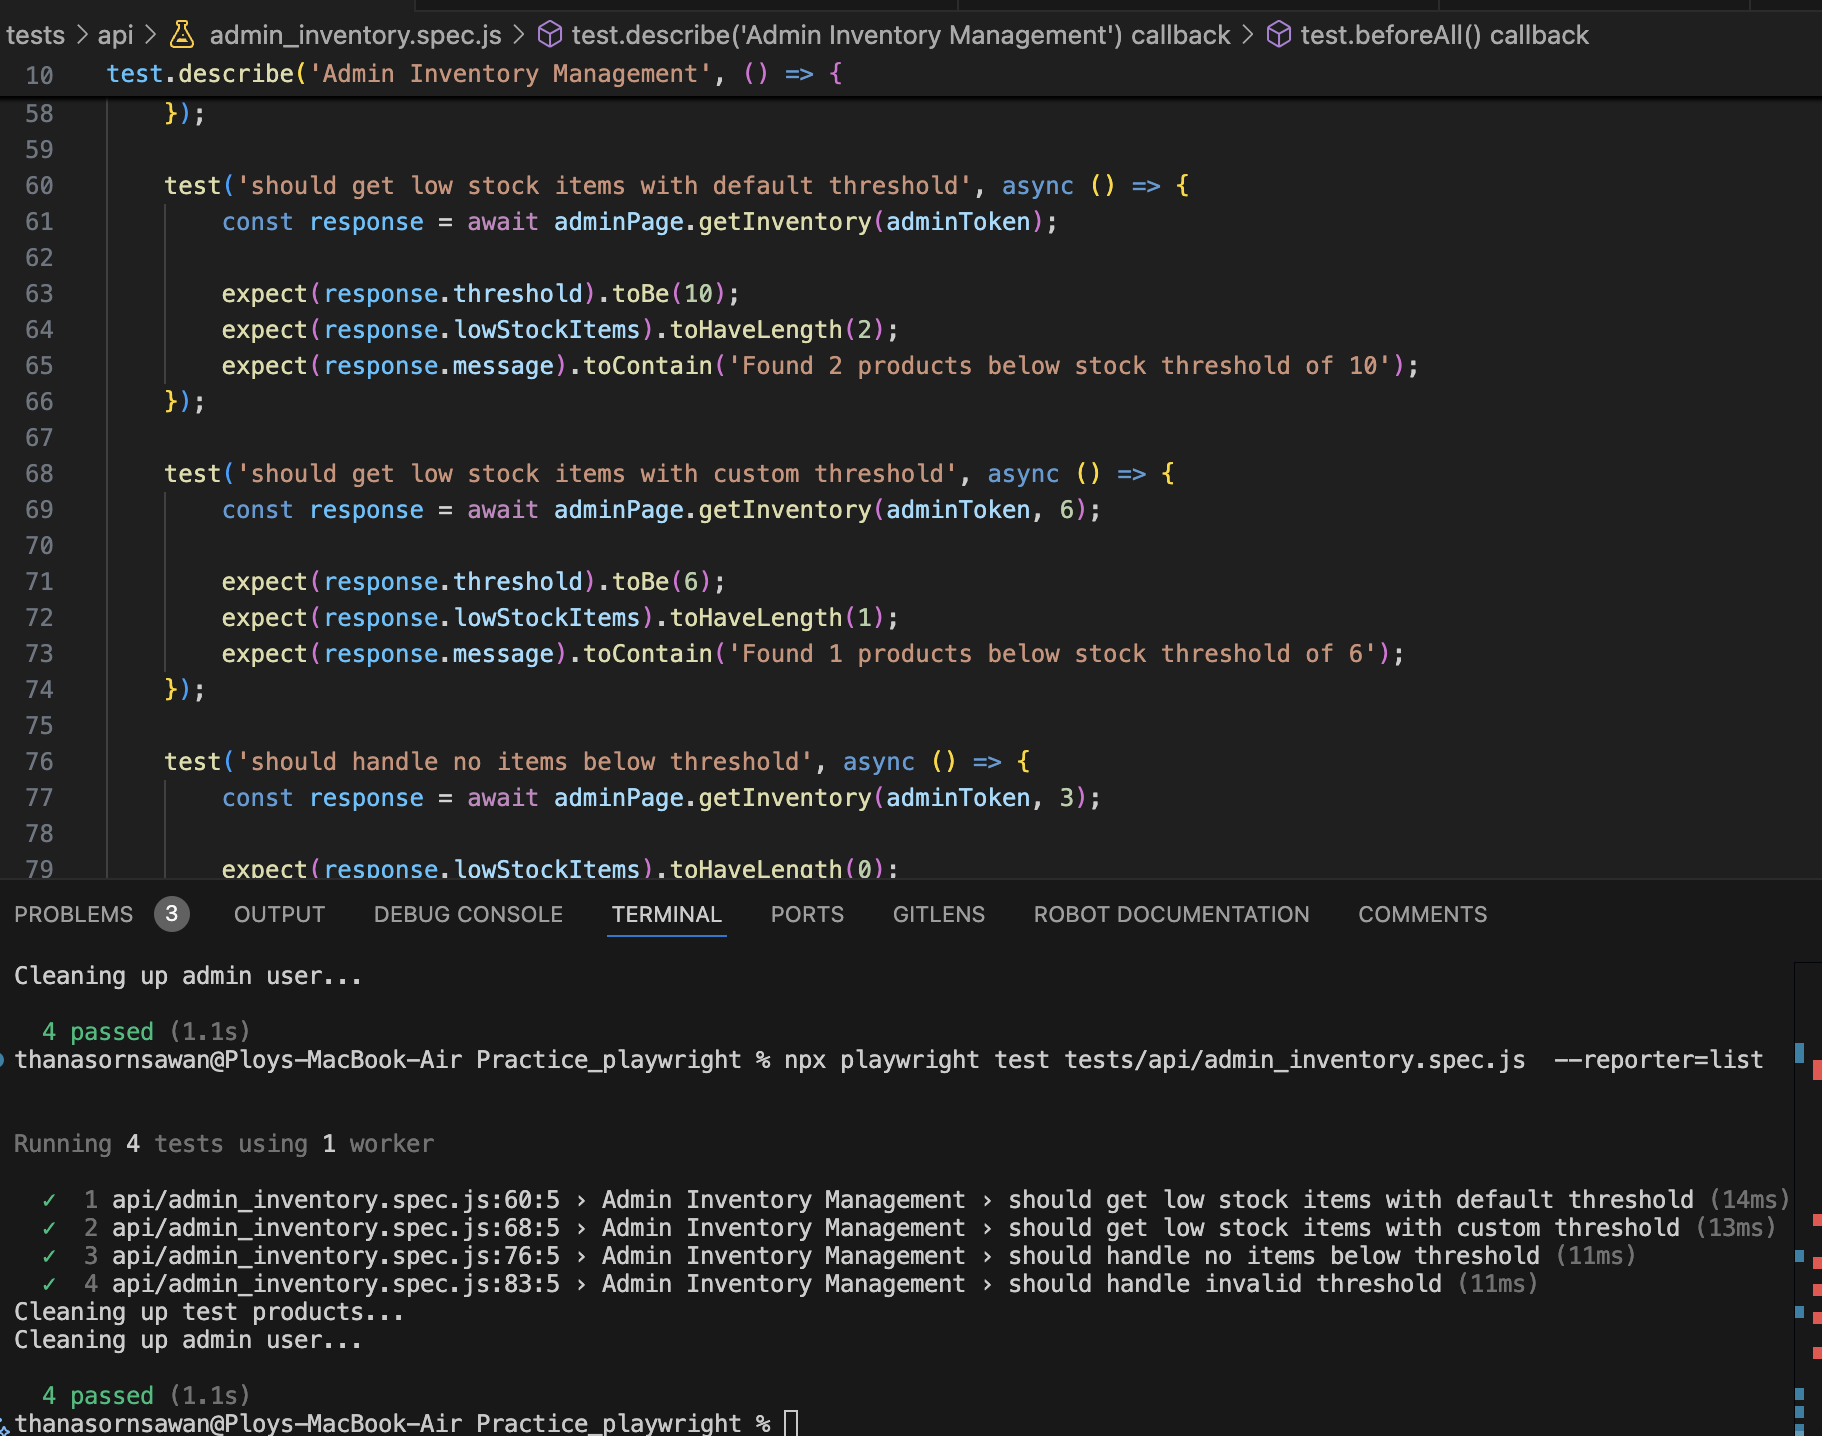 tests > api > admin_inventory.spec.js > test.describe('Admin Inventory Management') callback > test.beforeAll() callback
10 test.describe('Admin Inventory Management', () => {
58 });
59
60 test('should get low stock items with default threshold', async () => {
61 const response = await adminPage.getInventory(adminToken);
62
63 expect(response.threshold).toBe(10);
64 expect(response.lowStockItems).toHaveLength(2);
65 expect(response.message).toContain('Found 2 products below stock threshold of 10');
66 });
67
68 test('should get low stock items with custom threshold', async () => {
69 const response = await adminPage.getInventory(adminToken, 6);
70
71 expect(response.threshold).toBe(6);
72 expect(response.lowStockItems).toHaveLength(1);
73 expect(response.message).toContain('Found 1 products below stock threshold of 6');
74 });
75
76 test('should handle no items below threshold', async () => {
77 const response = await adminPage.getInventory(adminToken, 3);
78
79 expect(response.lowStockItems).toHaveLength(0);
PROBLEMS 3 OUTPUT DEBUG CONSOLE TERMINAL PORTS GITLENS ROBOT DOCUMENTATION COMMENTS
Cleaning up admin user...
4 passed (1.1s)
thanasornsawan@Ploys-MacBook-Air Practice_playwright % npx playwright test tests/api/admin_inventory.spec.js --reporter=list
Running 4 tests using 1 worker
✓ 1 api/admin_inventory.spec.js:60:5 › Admin Inventory Management › should get low stock items with default threshold (14ms)
✓ 2 api/admin_inventory.spec.js:68:5 › Admin Inventory Management › should get low stock items with custom threshold (13ms)
✓ 3 api/admin_inventory.spec.js:76:5 › Admin Inventory Management › should handle no items below threshold (11ms)
✓ 4 api/admin_inventory.spec.js:83:5 › Admin Inventory Management › should handle invalid threshold (11ms)
Cleaning up test products...
Cleaning up admin user...
4 passed (1.1s)
thanasornsawan@Ploys-MacBook-Air Practice_playwright %